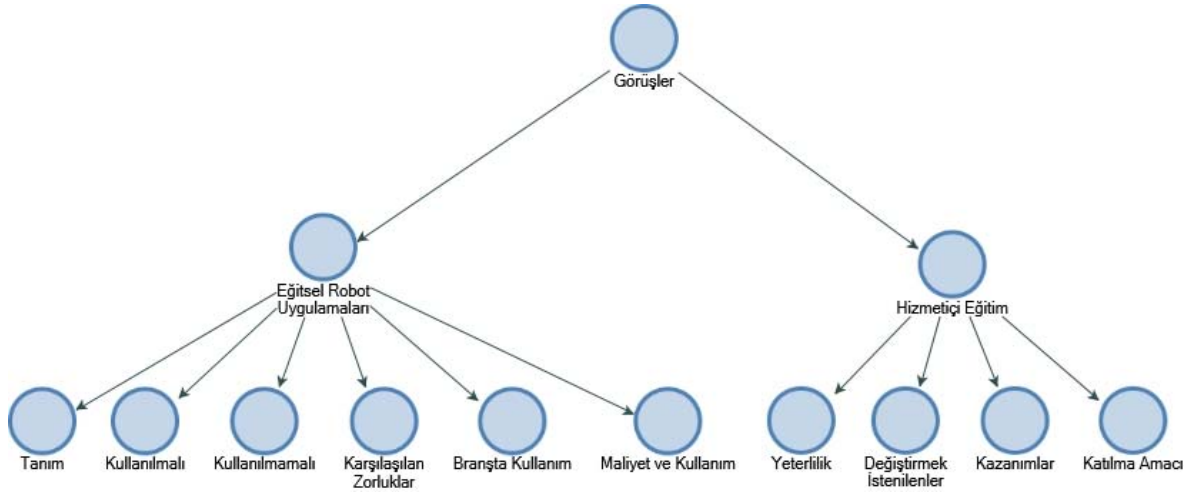 Görüşler
Eğitsel Robot
Uygulamaları
Hizmetiçi Eğitim
Tanım
Kullanılmalı
Kullanılmamalı
Karşılaşılan
Zorluklar
Branşta Kullanım
Maliyet ve Kullanım
Yeterlilik
Değiştirmek
İstenilenler
Kazanımlar
Katılma Amacı